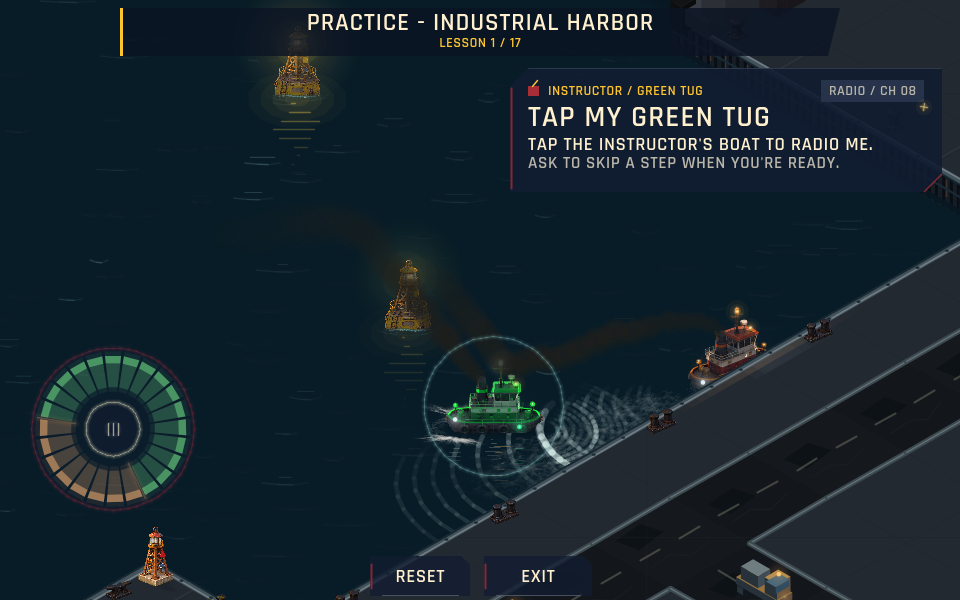 PRACTICE - INDUSTRIAL HARBOR
LESSON 1 / 17
INSTRUCTOR / GREEN TUG
RADIO / CH 08
TAP MY GREEN TUG
TAP THE INSTRUCTOR'S BOAT TO RADIO ME.
ASK TO SKIP A STEP WHEN YOU'RE READY.
RESET
EXIT